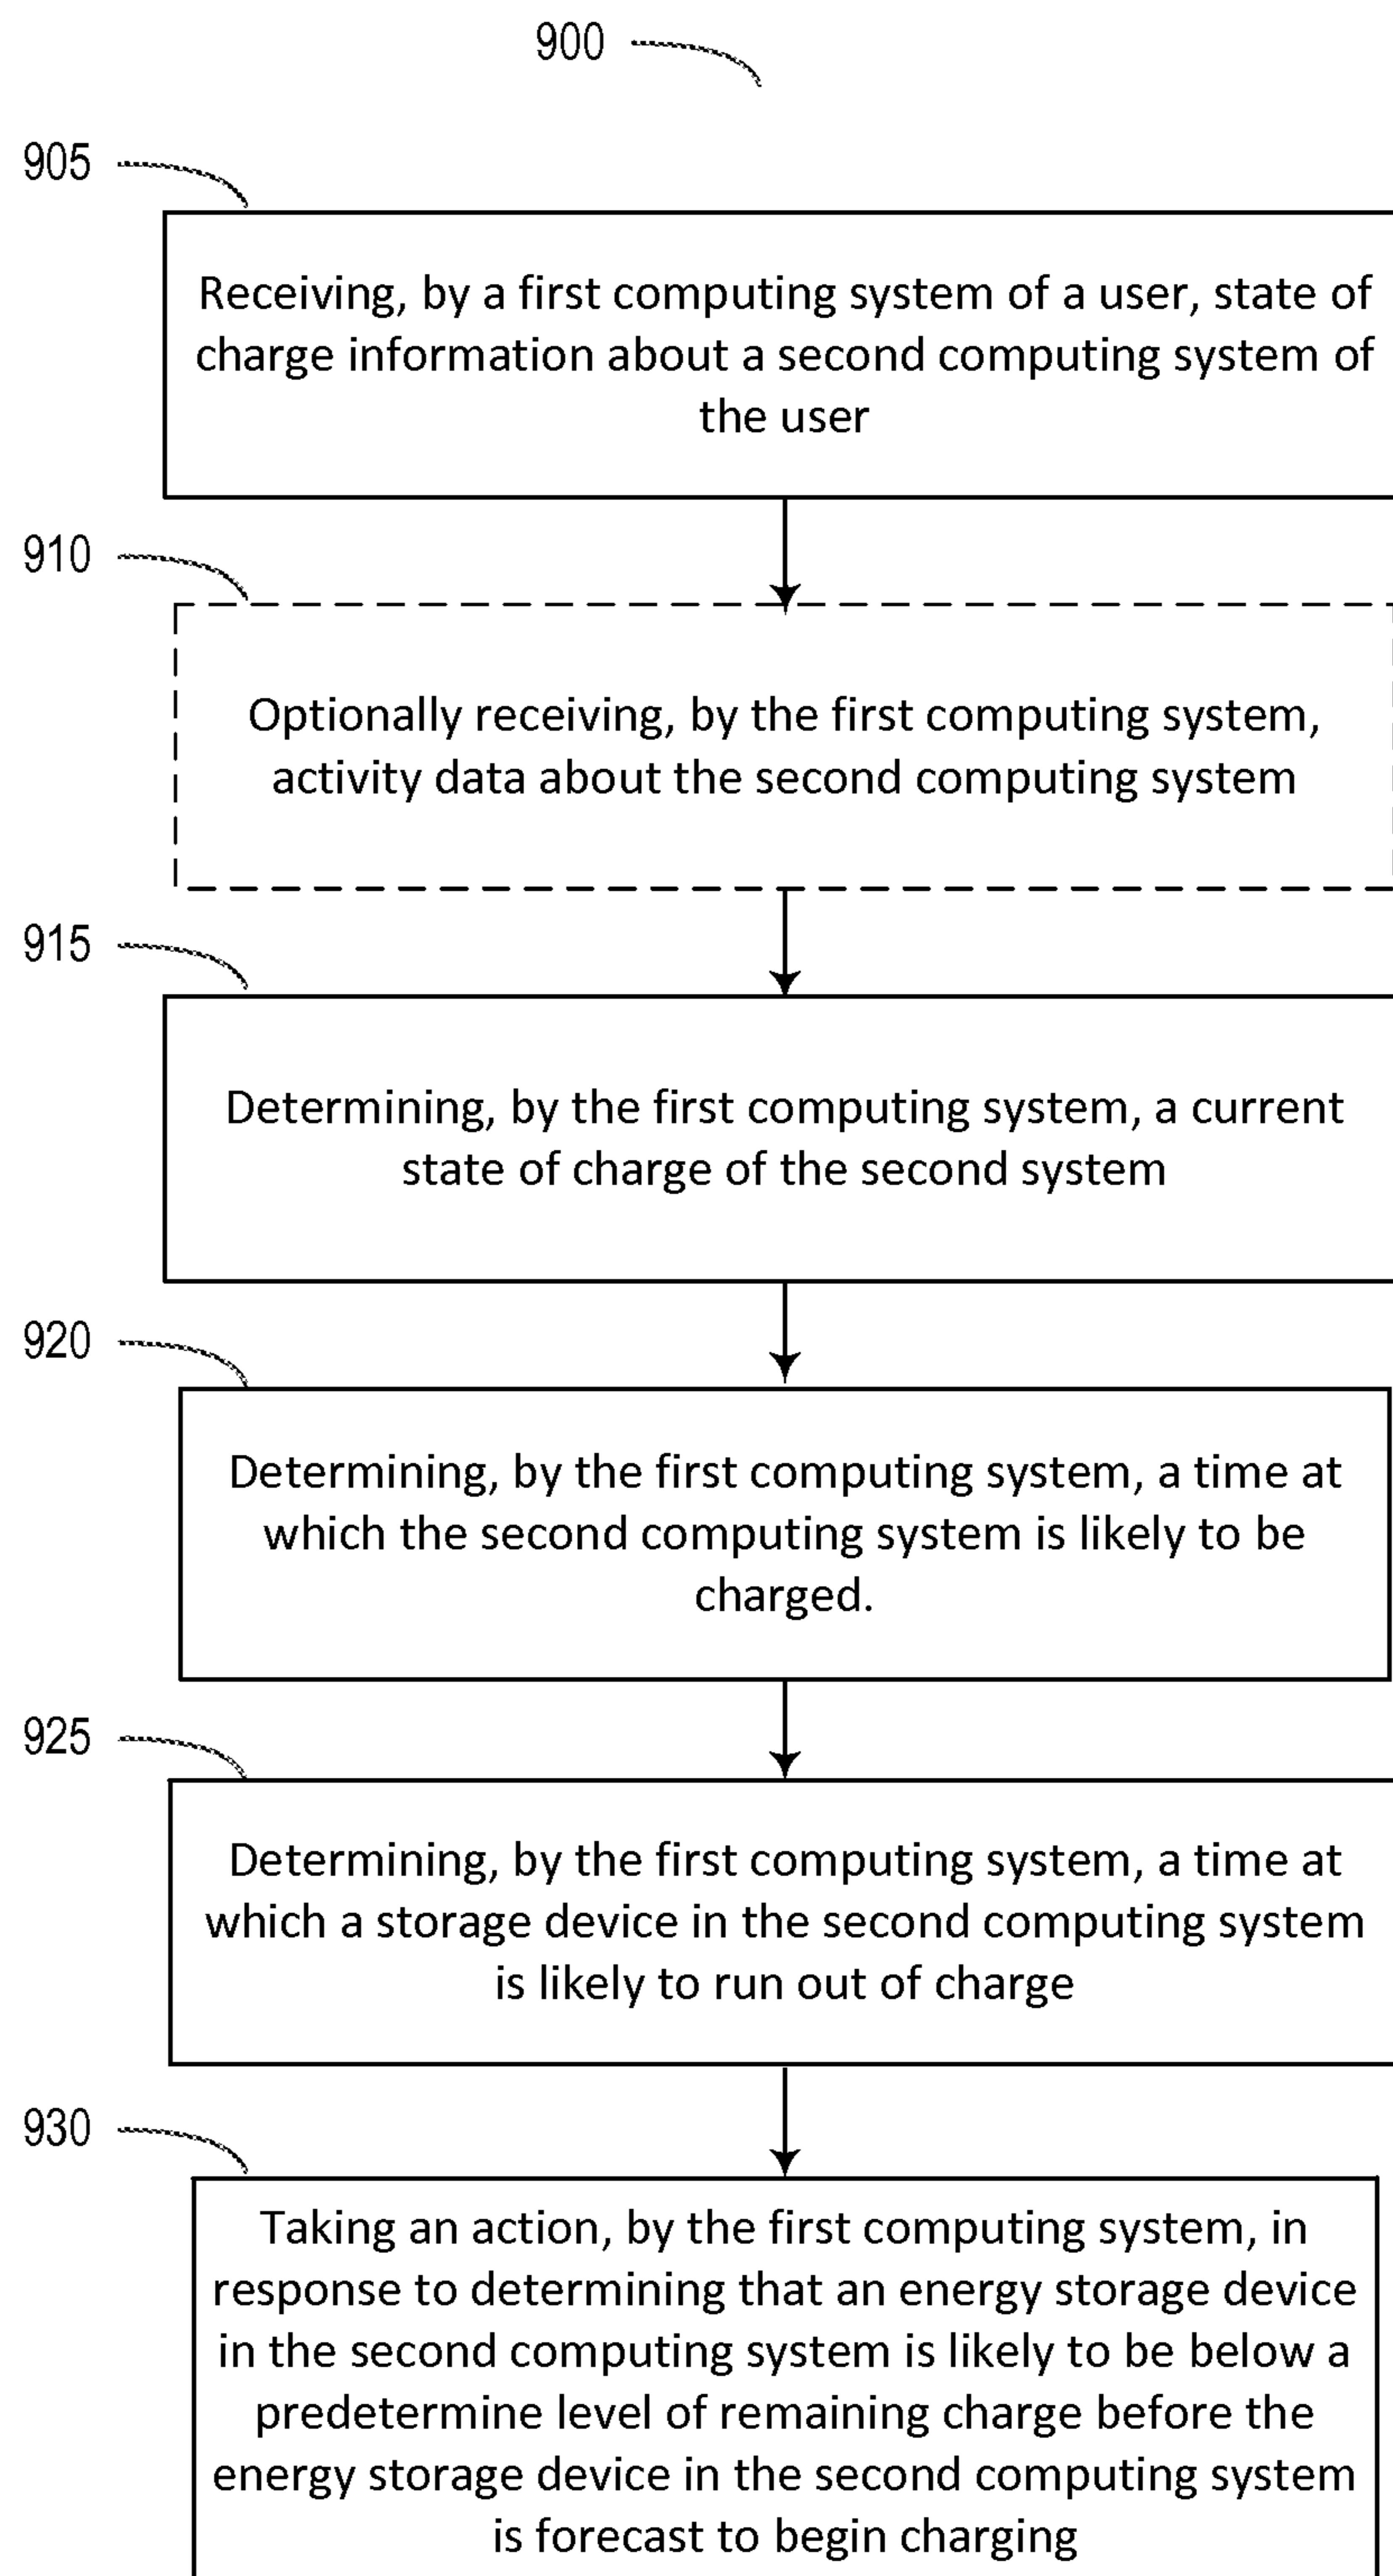 900
905
Receiving, by a first computing system of a user, state of
charge information about a second computing system of
the user
910
Optionally receiving, by the first computing system,
activity data about the second computing system
915
Determining, by the first computing system, a current
state of charge of the second system
920
Determining, by the first computing system, a time at
which the second computing system is likely to be
charged.
925
Determining, by the first computing system, a time at
which a storage device in the second computing system
is likely to run out of charge
930
Taking an action, by the first computing system, in
response to determining that an energy storage device
in the second computing system is likely to be below a
predetermine level of remaining charge before the
energy storage device in the second computing system
is forecast to begin charging